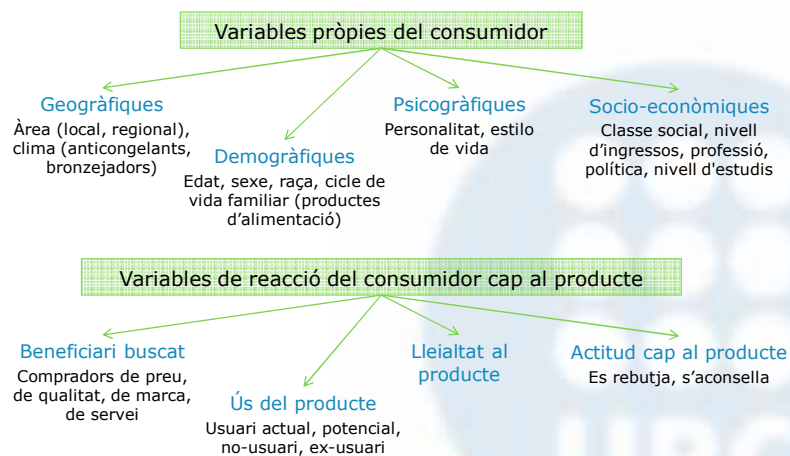 Variables pròpies del consumidor
Geogràfiques
Àrea (local, regional),
clima (anticongelants,
bronzejadors)
Demogràfiques
Edat, sexe, raça, cicle de
vida familiar (productes
d'alimentació)
Psicogràfiques
Personalitat, estilo
de vida
Socio-econòmiques
Classe social, nivell
d'ingressos, professió,
política, nivell d'estudis
Variables de reacció del consumidor cap al producte
Beneficiari buscat
Compradors de preu,
de qualitat, de marca,
de servei
Ús del producte
Usuari actual, potencial,
no-usuari, ex-usuari
Lleialtat al
producte
Actitud cap al producte
Es rebutja, s'aconsella
UPC